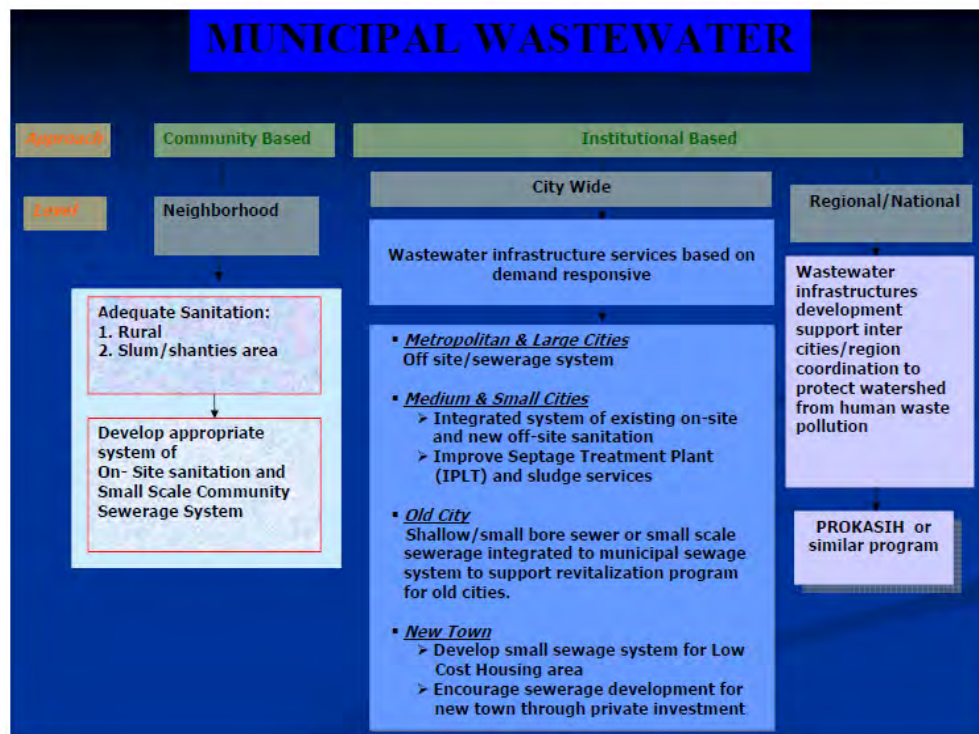 MUNICIPAL WASTEWATER
Approach
Community Based
Institutional Based
Level
Neighborhood
City Wide
Regional/National
Adequate Sanitation:
1. Rural
2. Slum/shanties area
Develop appropriate
system of
On- Site sanitation and
Small Scale Community
Sewerage System
Wastewater infrastructure services based on
demand responsive
▪ Metropolitan & Large Cities
Off site/sewerage system
▪ Medium & Small Cities
➢ Integrated system of existing on-site
and new off-site sanitation
➢ Improve Septage Treatment Plant
(IPLT) and sludge services
▪ Old City
Shallow/small bore sewer or small scale
sewerage integrated to municipal sewage
system to support revitalization program
for old cities.
▪ New Town
➢ Develop small sewage system for Low
Cost Housing area
➢ Encourage sewerage development for
new town through private investment
Wastewater
infrastructures
development
support inter
cities/region
coordination to
protect watershed
from human waste
pollution
PROKASIH or
similar program